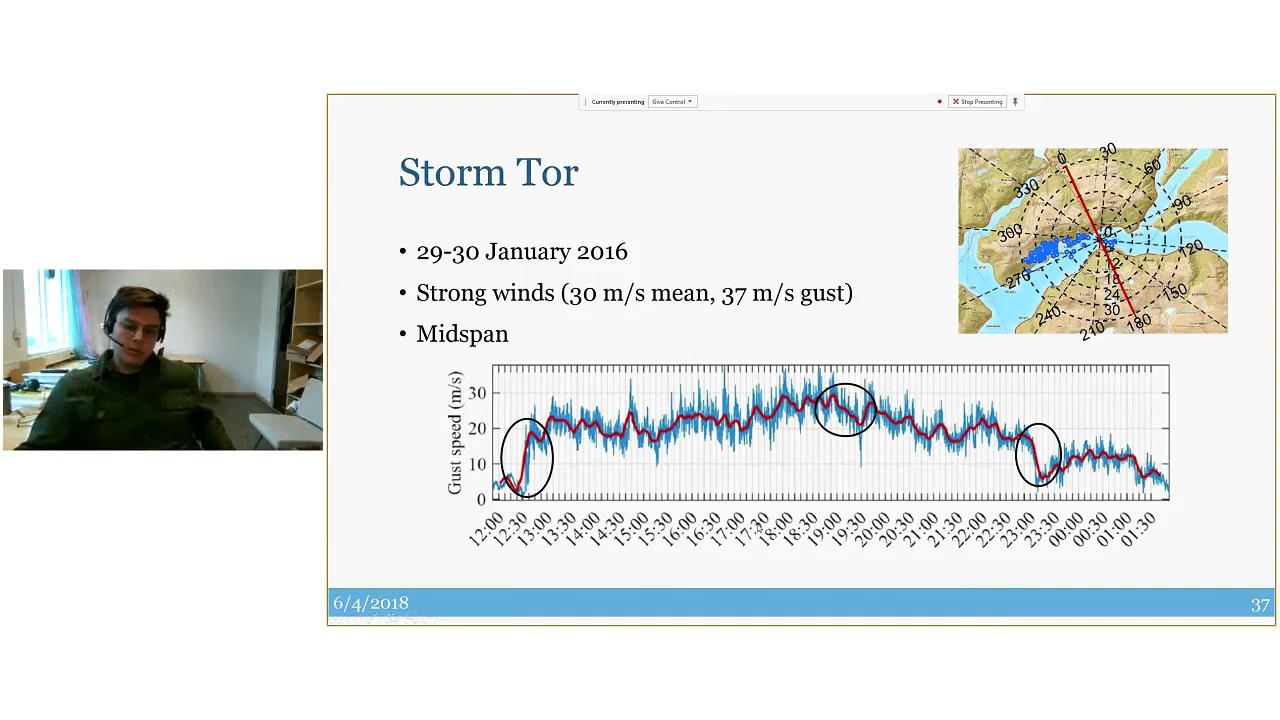 Currently presenting Give Control Stop Presenting
Storm Tor
• 29-30 January 2016
• Strong winds (30 m/s mean, 37 m/s gust)
• Midspan
0 30 60 90 120 150 180 210 240 270 300 330
12 18 24 30
Gust speed (m/s)
30
20
10
0
12:00 12:30 13:00 13:30 14:00 14:30 15:00 15:30 16:00 16:30 17:00 17:30 18:00 18:30 19:00 19:30 20:00 20:30 21:00 21:30 22:00 22:30 23:00 23:30 00:00 00:30 01:00 01:30
6/4/2018 37